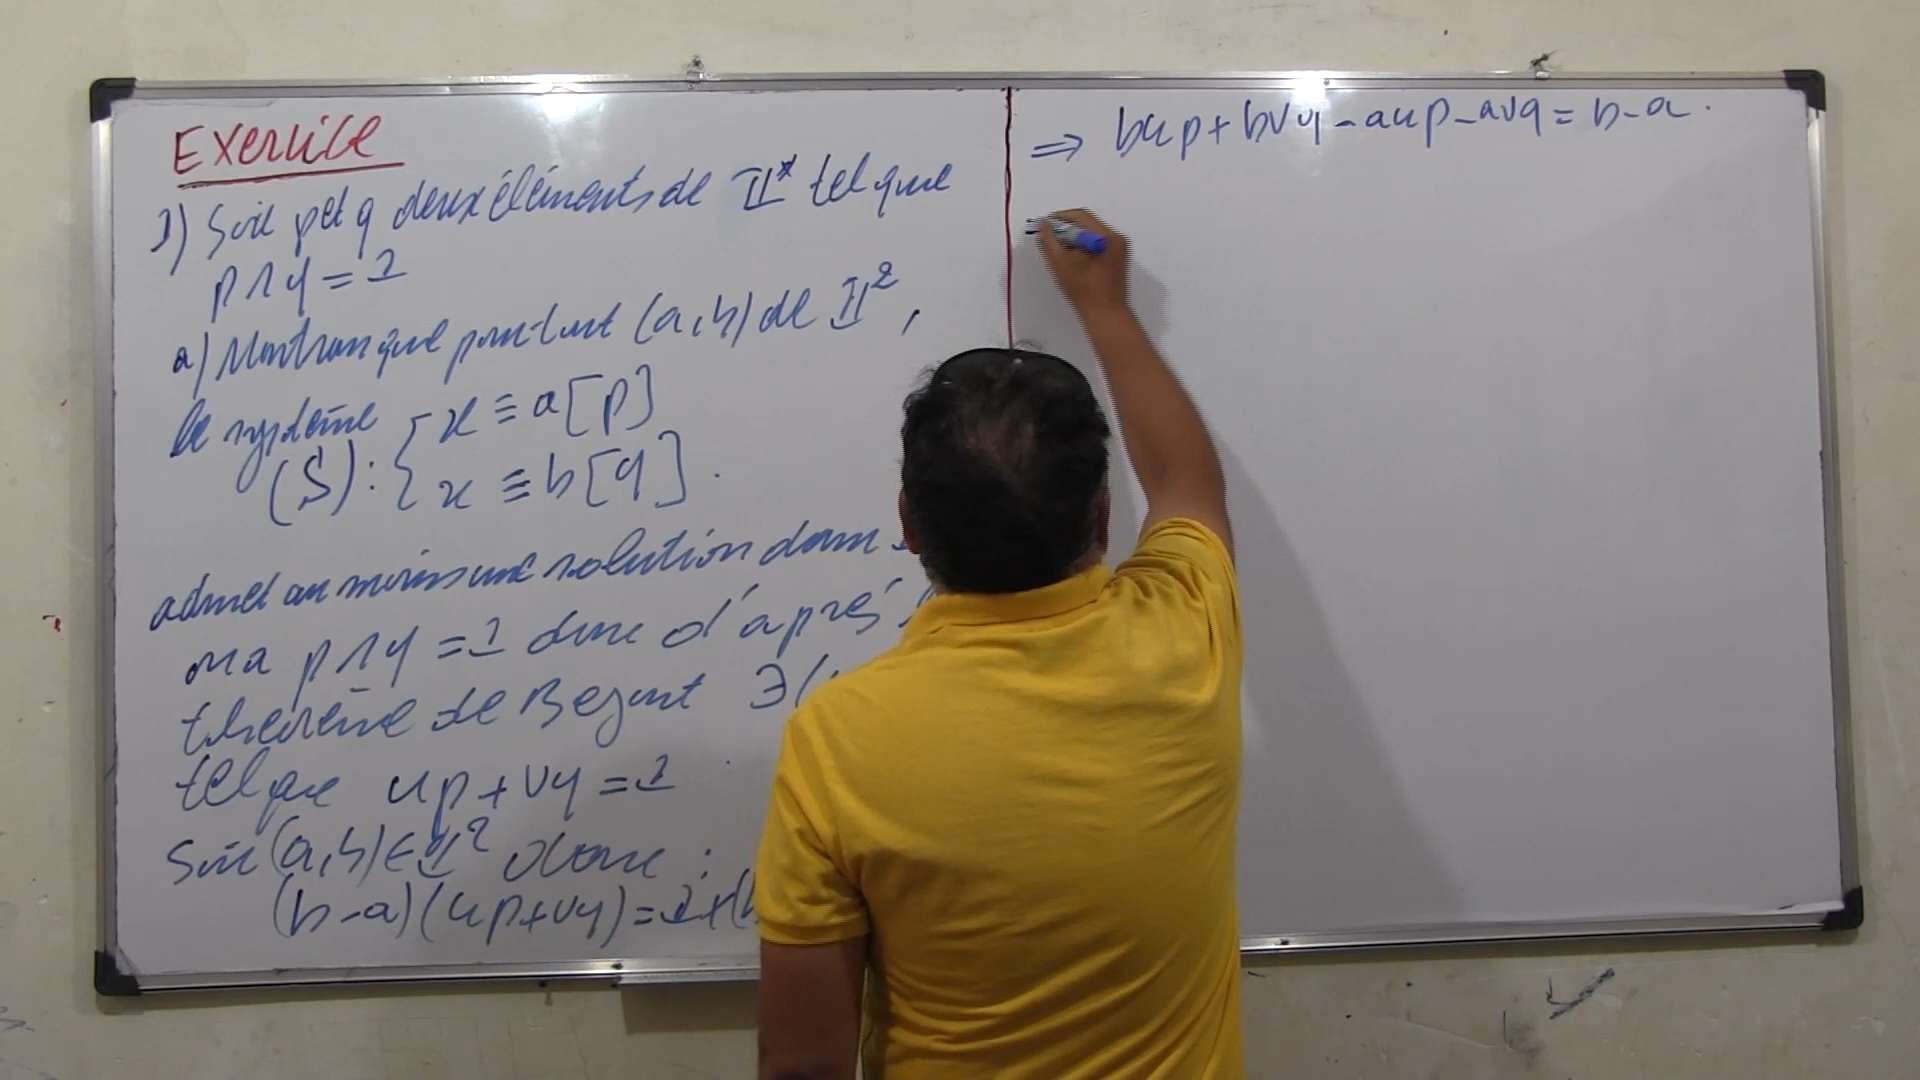 Exercice
1) Soit p et q deux éléments de ℤ* tel que
p∧q = 1
a) Montrons que pour tout (a,b) de ℤ²,
le système
(S): { x ≡ a[p]
x ≡ b[q].
admet au moins une solution dans
on a p∧q = 1 donc d'après
théorème de Bezout ∃(
tel que up + vq = 1
Soit (a,b) ∈ ℤ² donc :
(b-a)(up+vq) = 1×(b
⇒ bup + bvq - aup - avq = b - a.